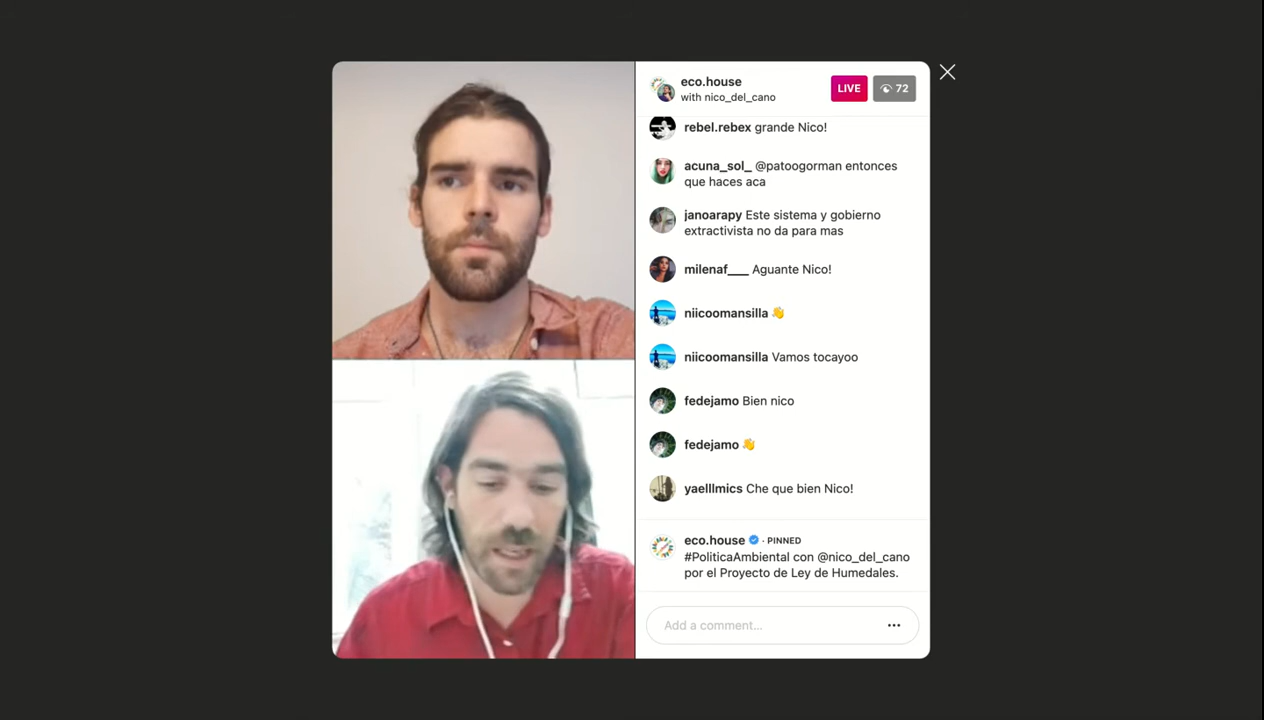 eco.house
with nico_del_cano
LIVE
72
rebel.rebex grande Nico!
acuna_sol_ @patoogorman entonces
que haces aca
janoarapy Este sistema y gobierno
extractivista no da para mas
milenaf___ Aguante Nico!
niicoomansilla 👋
niicoomansilla Vamos tocayoo
fedejamo Bien nico
fedejamo 👋
yaelllmics Che que bien Nico!
eco.house · PINNED
#PoliticaAmbiental con @nico_del_cano
por el Proyecto de Ley de Humedales.
Add a comment...